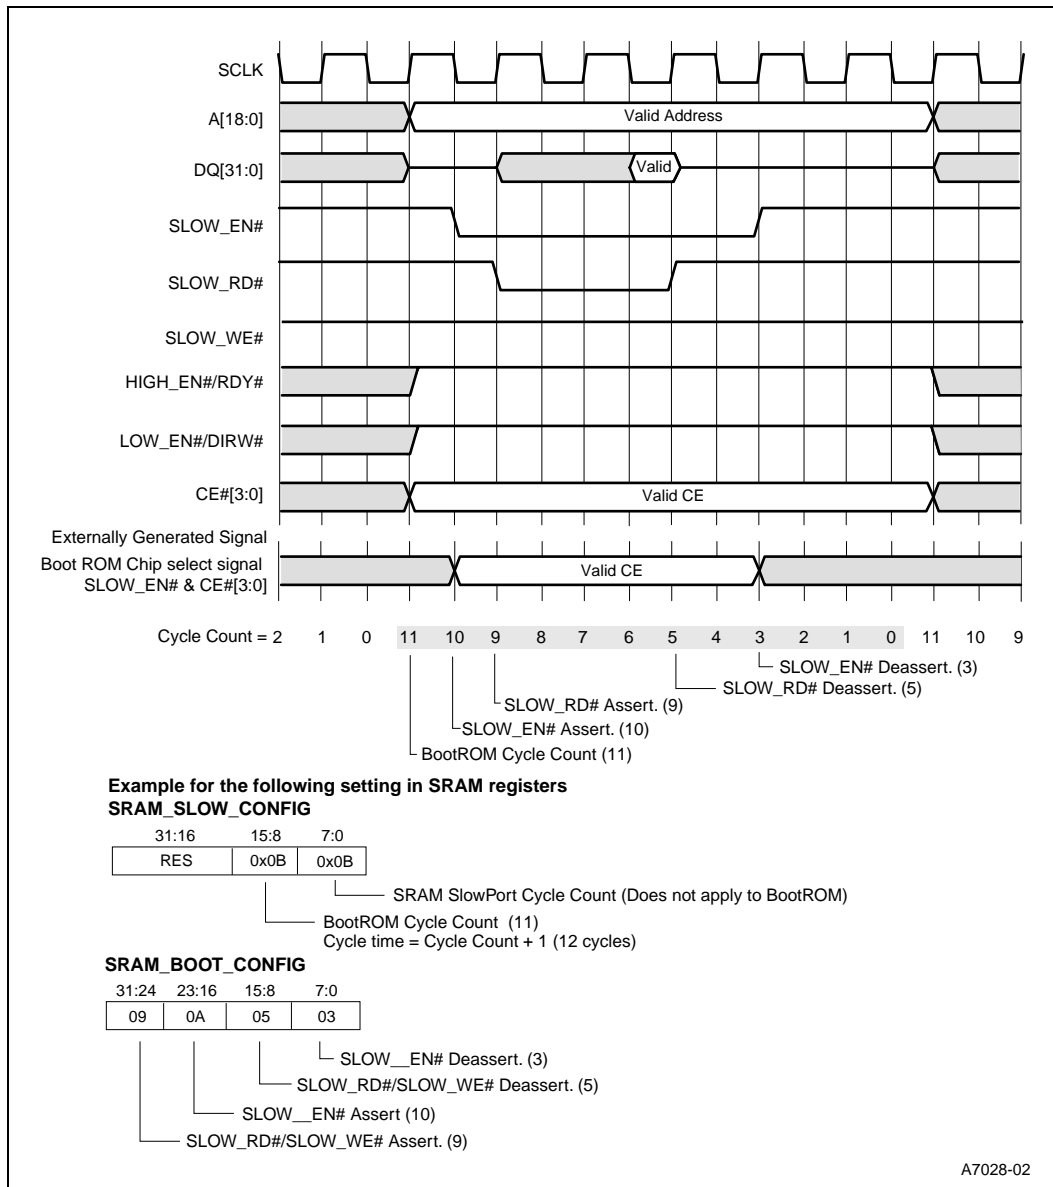 SCLK
A[18:0]
Valid Address
DQ[31:0]
Valid
SLOW_EN#
SLOW_RD#
SLOW_WE#
HIGH_EN#/RDY#
LOW_EN#/DIRW#
CE#[3:0]
Valid CE
Externally Generated Signal
Boot ROM Chip select signal
SLOW_EN# & CE#[3:0]
Valid CE
Cycle Count = 2 1 0 11 10 9 8 7 6 5 4 3 2 1 0 11 10 9
SLOW_EN# Deassert. (3)
SLOW_RD# Deassert. (5)
SLOW_RD# Assert. (9)
SLOW_EN# Assert. (10)
BootROM Cycle Count (11)
Example for the following setting in SRAM registers
SRAM_SLOW_CONFIG
31:16 15:8 7:0
RES 0x0B 0x0B
SRAM SlowPort Cycle Count (Does not apply to BootROM)
BootROM Cycle Count (11)
Cycle time = Cycle Count + 1 (12 cycles)
SRAM_BOOT_CONFIG
31:24 23:16 15:8 7:0
09 0A 05 03
SLOW__EN# Deassert. (3)
SLOW_RD#/SLOW_WE# Deassert. (5)
SLOW__EN# Assert (10)
SLOW_RD#/SLOW_WE# Assert. (9)
A7028-02